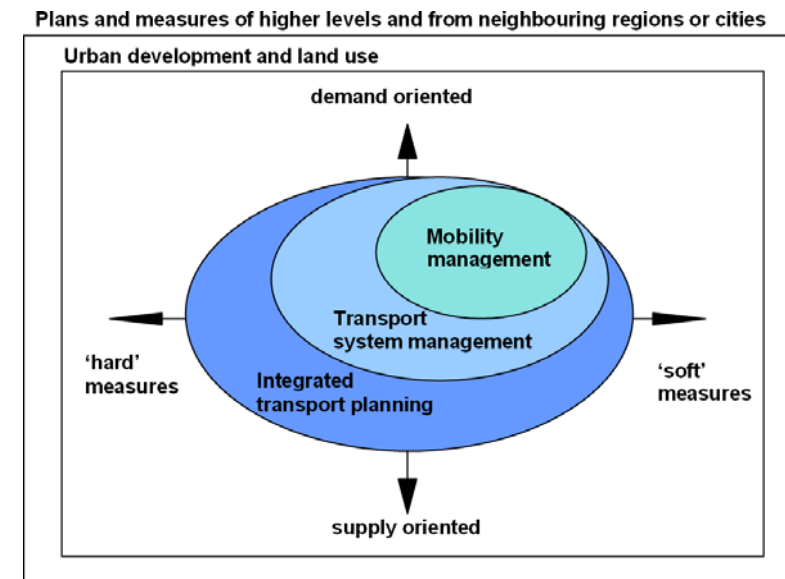 Plans and measures of higher levels and from neighbouring regions or cities
Urban development and land use
demand oriented
Mobility
management
Transport
system management
‘hard’
measures
Integrated
transport planning
‘soft’
measures
supply oriented